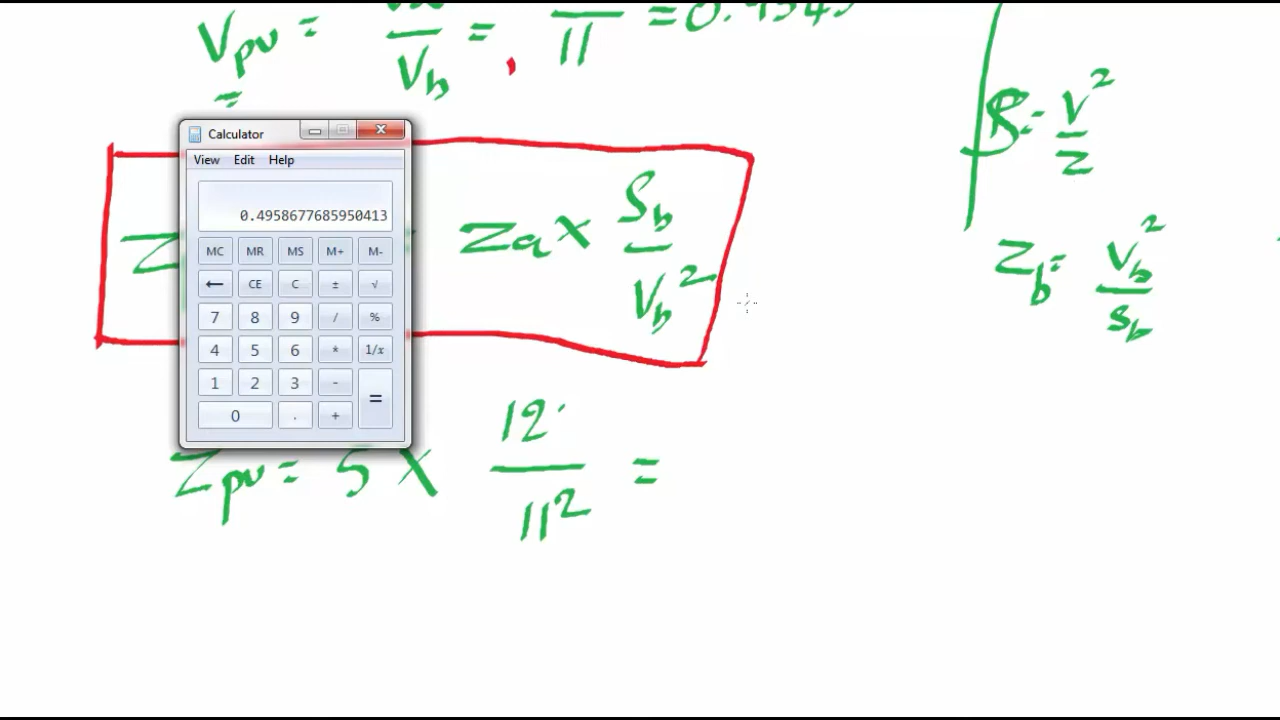 Vpu = Vb = , 11 = 0.4545
R = V² / Z
Calculator
View Edit Help
0.4958677685950413
MC MR MS M+ M-
← CE C ± √
7 8 9 / %
4 5 6 * 1/x
1 2 3 - =
0 . +
Z Za X Sb / Vb²
Zb = Vb² / Sb
Zpu = 5 X 12 / 11² =